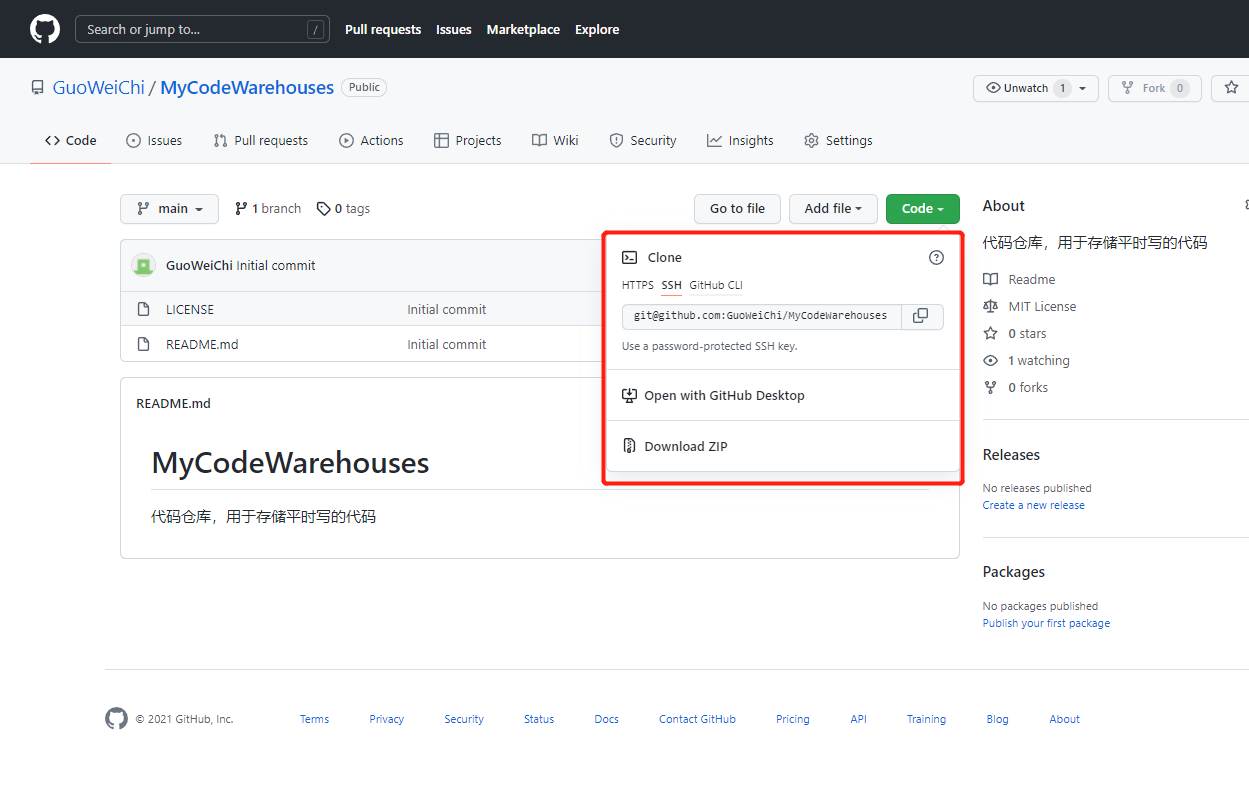 Search or jump to... /
Pull requests Issues Marketplace Explore
GuoWeiChi / MyCodeWarehouses Public
Unwatch 1 Fork 0
Code Issues Pull requests Actions Projects Wiki Security Insights Settings
main 1 branch 0 tags Go to file Add file Code
GuoWeiChi Initial commit
LICENSE Initial commit
README.md Initial commit
Clone
HTTPS SSH GitHub CLI
git@github.com:GuoWeiChi/MyCodeWarehouses
Use a password-protected SSH key.
Open with GitHub Desktop
Download ZIP
README.md
MyCodeWarehouses
代码仓库，用于存储平时写的代码
About
代码仓库，用于存储平时写的代码
Readme
MIT License
0 stars
1 watching
0 forks
Releases
No releases published
Create a new release
Packages
No packages published
Publish your first package
© 2021 GitHub, Inc. Terms Privacy Security Status Docs Contact GitHub Pricing API Training Blog About